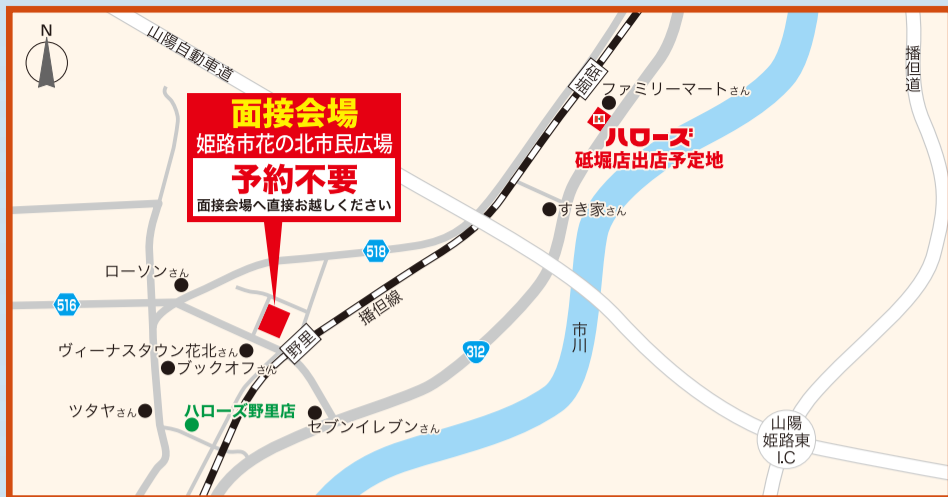 N
山陽自動車道
播但道
砥堀
ファミリーマートさん
H
ハローズ
砥堀店出店予定地
面接会場
姫路市花の北市民広場
予約不要
面接会場へ直接お越しください
すき家さん
518
ローソンさん
516
播但線
野里
市川
312
ヴィーナスタウン花北さん
ブックオフさん
ツタヤさん
ハローズ野里店
セブンイレブンさん
山陽
姫路東
I.C